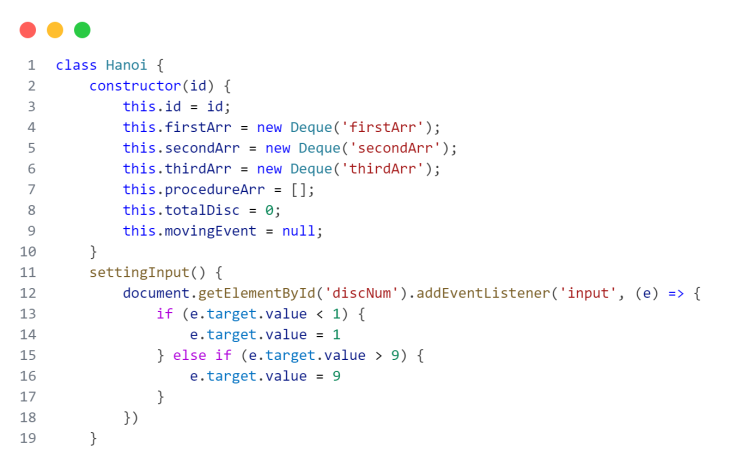 1 class Hanoi {
2     constructor(id) {
3         this.id = id;
4         this.firstArr = new Deque('firstArr');
5         this.secondArr = new Deque('secondArr');
6         this.thirdArr = new Deque('thirdArr');
7         this.procedureArr = [];
8         this.totalDisc = 0;
9         this.movingEvent = null;
10     }
11     settingInput() {
12         document.getElementById('discNum').addEventListener('input', (e) => {
13             if (e.target.value < 1) {
14                 e.target.value = 1
15             } else if (e.target.value > 9) {
16                 e.target.value = 9
17             }
18         })
19     }